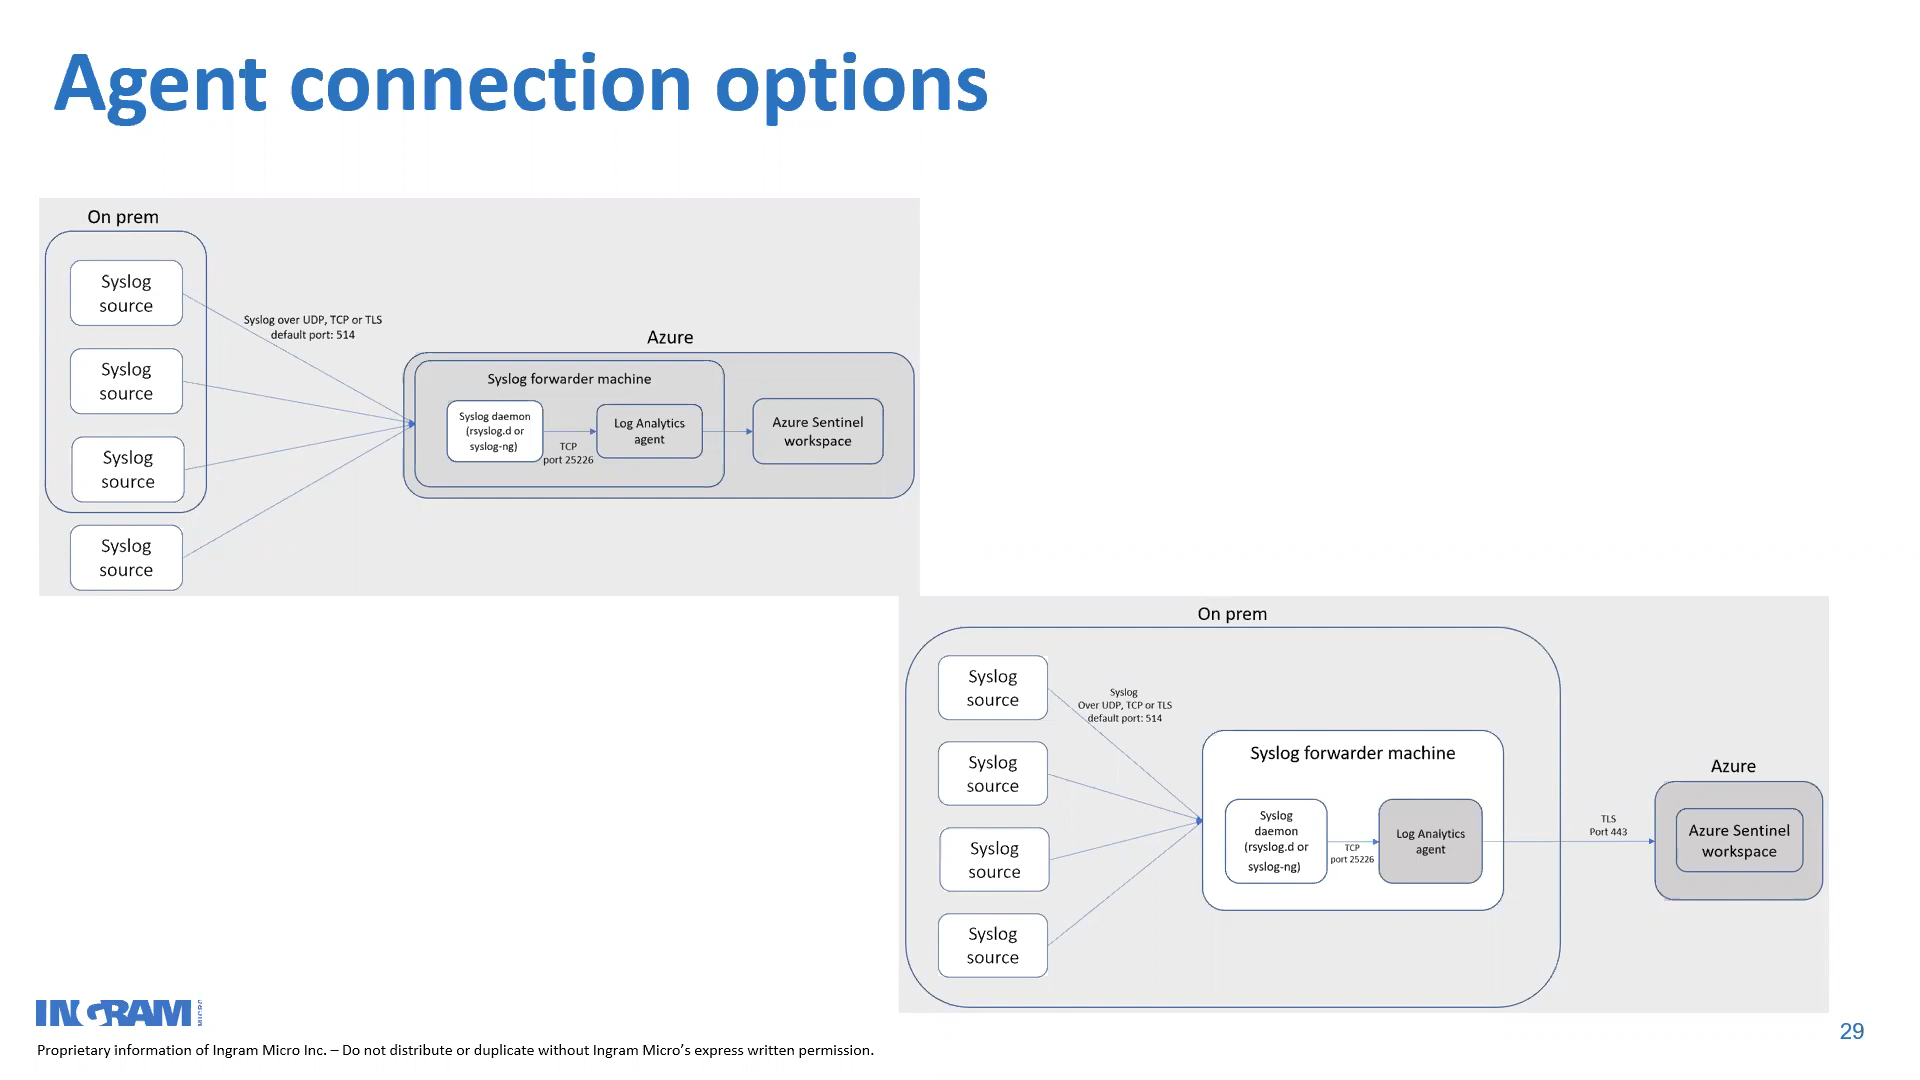 Agent connection options
On prem
Syslog
source
Syslog
source
Syslog
source
Syslog
source
Syslog over UDP, TCP or TLS
default port: 514
Azure
Syslog forwarder machine
Syslog daemon
(rsyslog.d or
syslog-ng)
TCP
port 25226
Log Analytics
agent
Azure Sentinel
workspace
On prem
Syslog
source
Syslog
source
Syslog
source
Syslog
source
Syslog
Over UDP, TCP or TLS
default port: 514
Syslog forwarder machine
Syslog
daemon
(rsyslog.d or
syslog-ng)
TCP
port 25226
Log Analytics
agent
TLS
Port 443
Azure
Azure Sentinel
workspace
INGRAM
MICRO
Proprietary information of Ingram Micro Inc. – Do not distribute or duplicate without Ingram Micro’s express written permission.
29